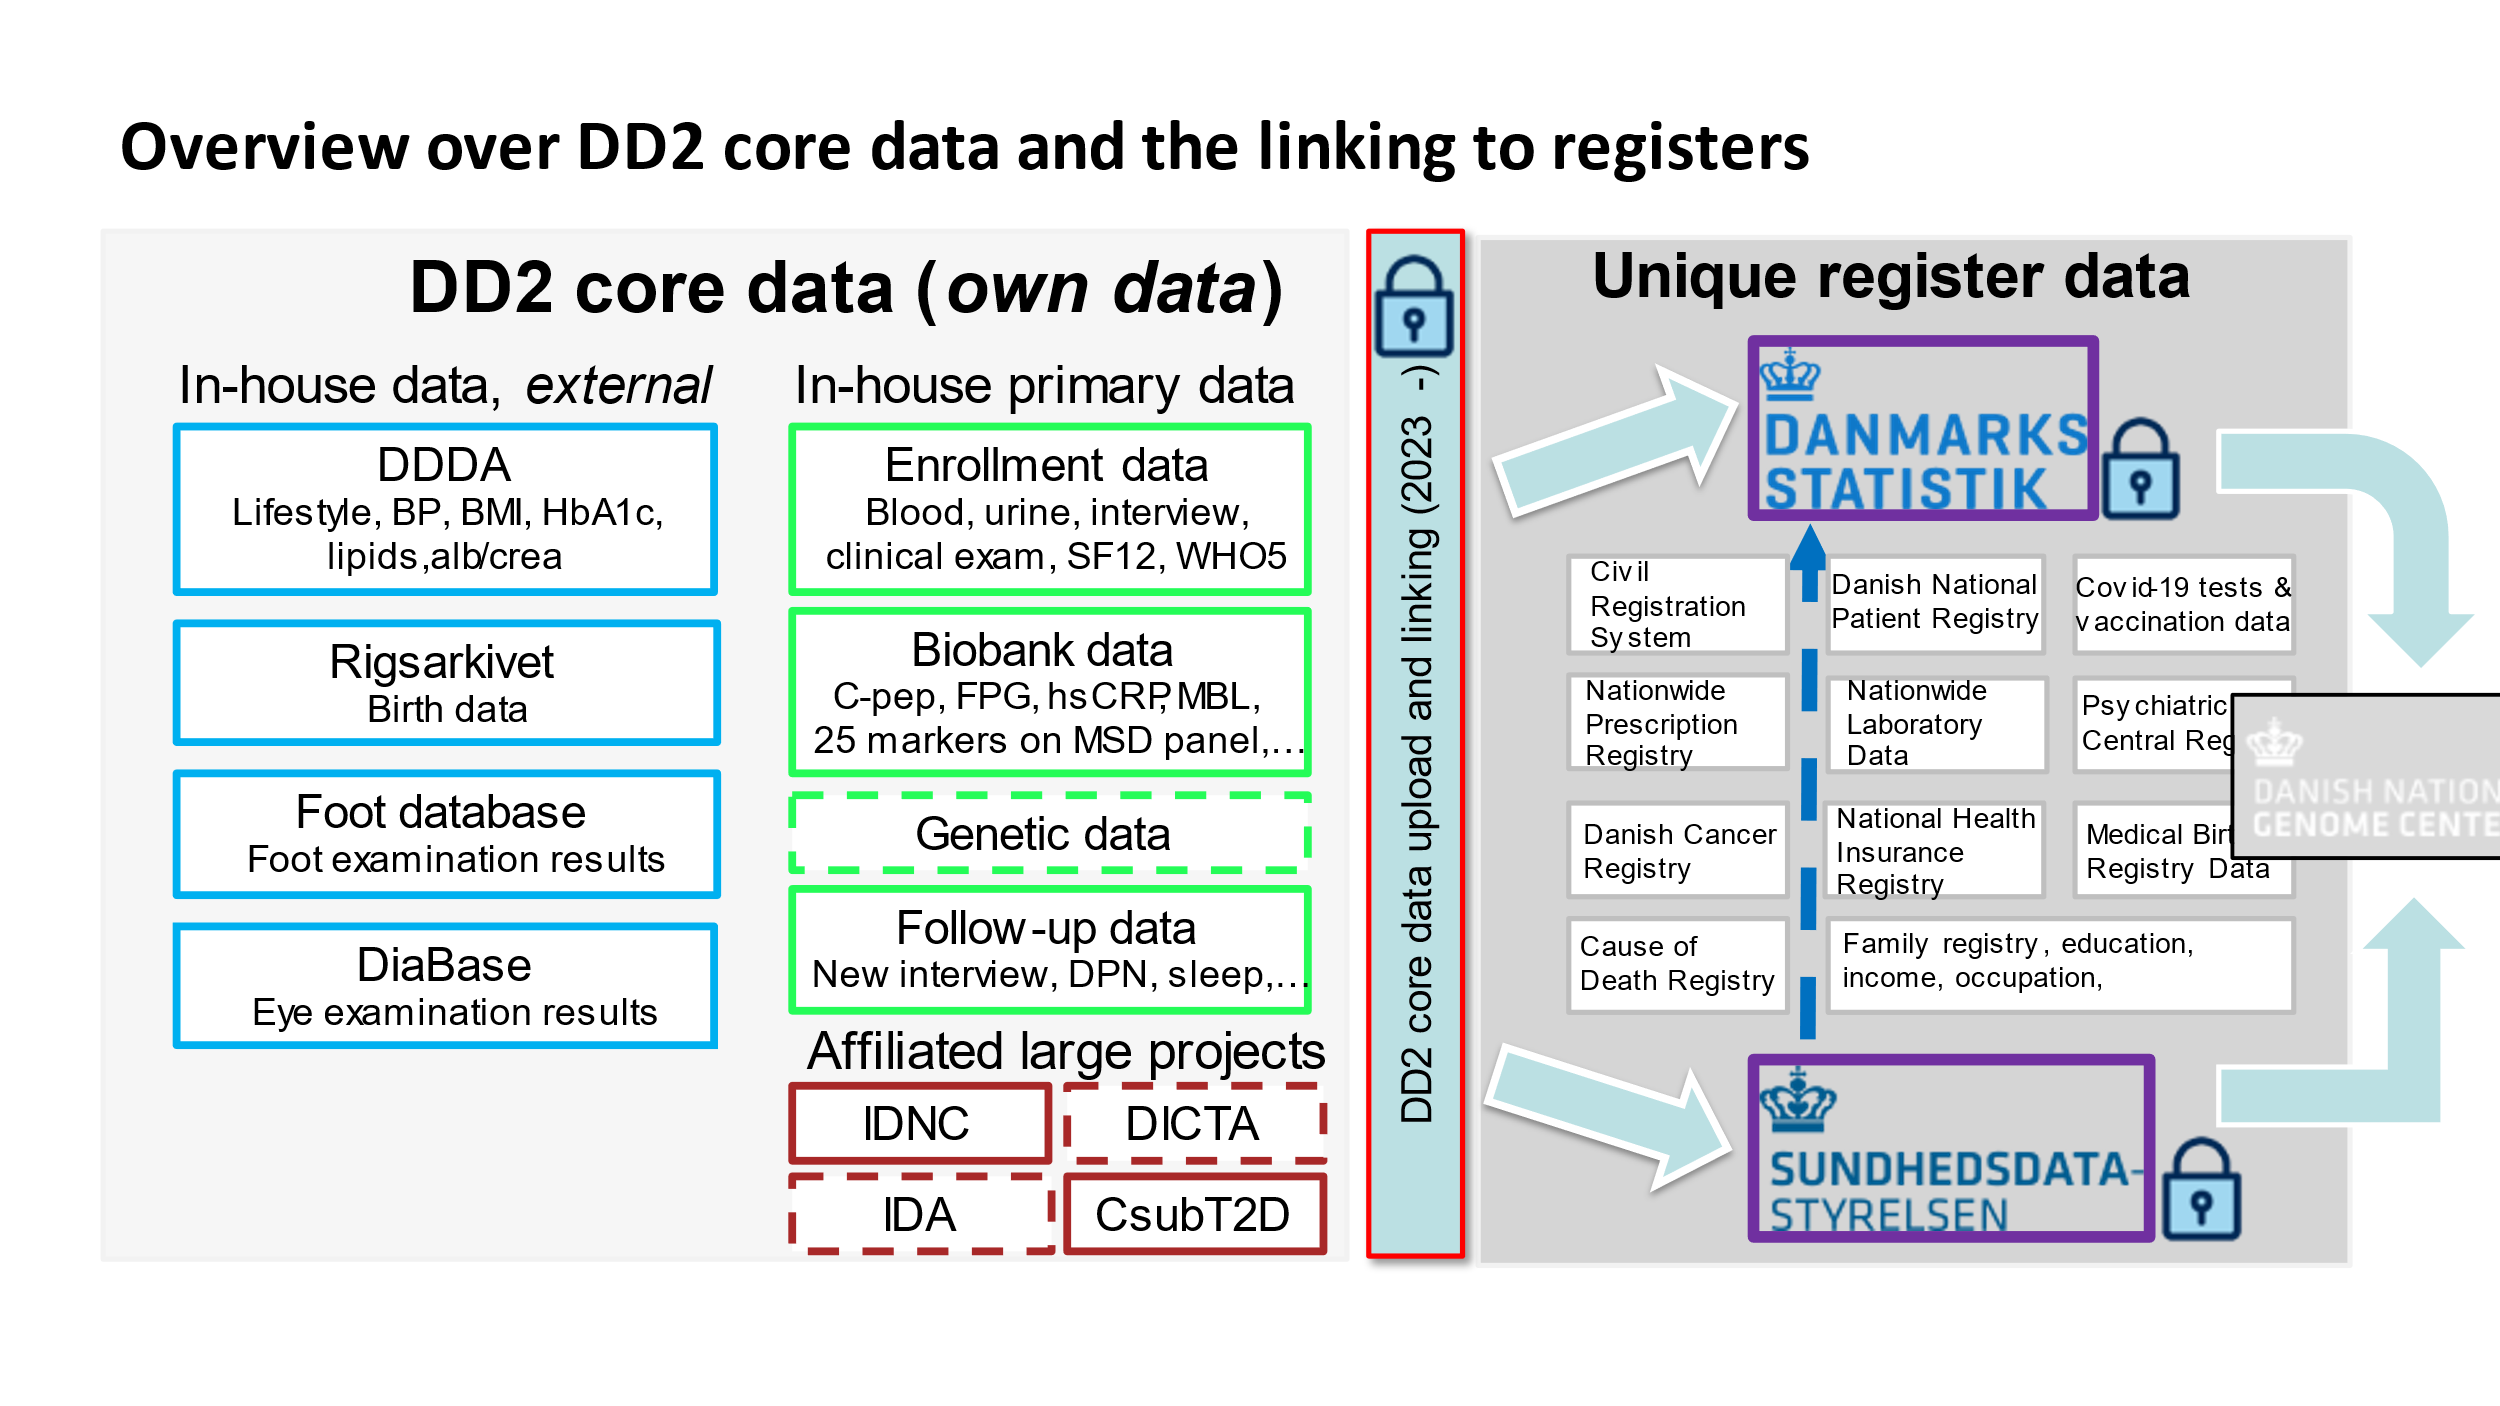 Overview over DD2 core data and the linking to registers
DD2 core data (own data)
In-house data, external
DDDA
Lifestyle, BP, BMI, HbA1c,
lipids,alb/crea
Rigsarkivet
Birth data
Foot database
Foot examination results
DiaBase
Eye examination results
In-house primary data
Enrollment data
Blood, urine, interview,
clinical exam, SF12, WHO5
Biobank data
C-pep, FPG, hsCRP, MBL,
25 markers on MSD panel,...
Genetic data
Follow-up data
New interview, DPN, sleep,...
Affiliated large projects
IDNC
DICTA
IDA
CsubT2D
DD2 core data upload and linking (2023 -)
Unique register data
DANMARKS
STATISTIK
Civil
Registration
System
Danish National
Patient Registry
Covid-19 tests &
vaccination data
Nationwide
Prescription
Registry
Nationwide
Laboratory
Data
Psychiatric
Central Reg
DANISH NATION
GENOME CENTE
Danish Cancer
Registry
National Health
Insurance
Registry
Medical Birt
Registry Data
Cause of
Death Registry
Family registry, education,
income, occupation,
SUNDHEDSDATA-
STYRELSEN